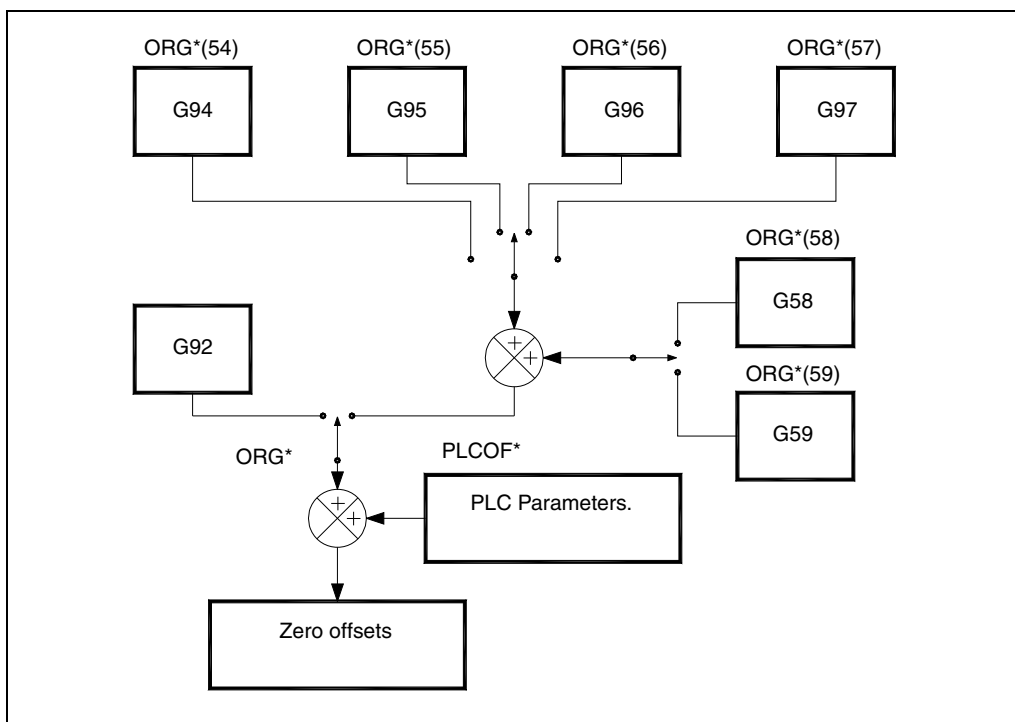 ORG*(54) ORG*(55) ORG*(56) ORG*(57)
G94 G95 G96 G97
ORG*(58)
G58
G92
+
+
ORG*(59)
G59
ORG* PLCOF*
PLC Parameters.
+
+
Zero offsets